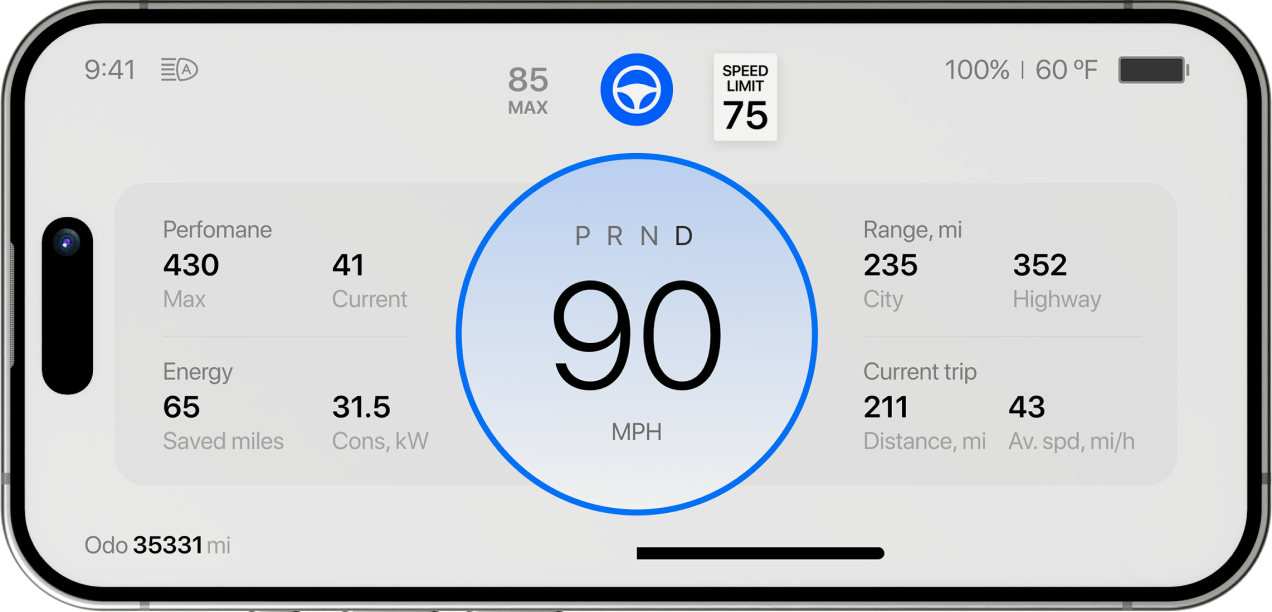 9:41
A
85
MAX
SPEED
LIMIT
75
100% | 60 ºF
Perfomane
430 41
Max Current
Energy
65 31.5
Saved miles Cons, kW
P R N D
90
MPH
Range, mi
235 352
City Highway
Current trip
211 43
Distance, mi Av. spd, mi/h
Odo 35331 mi